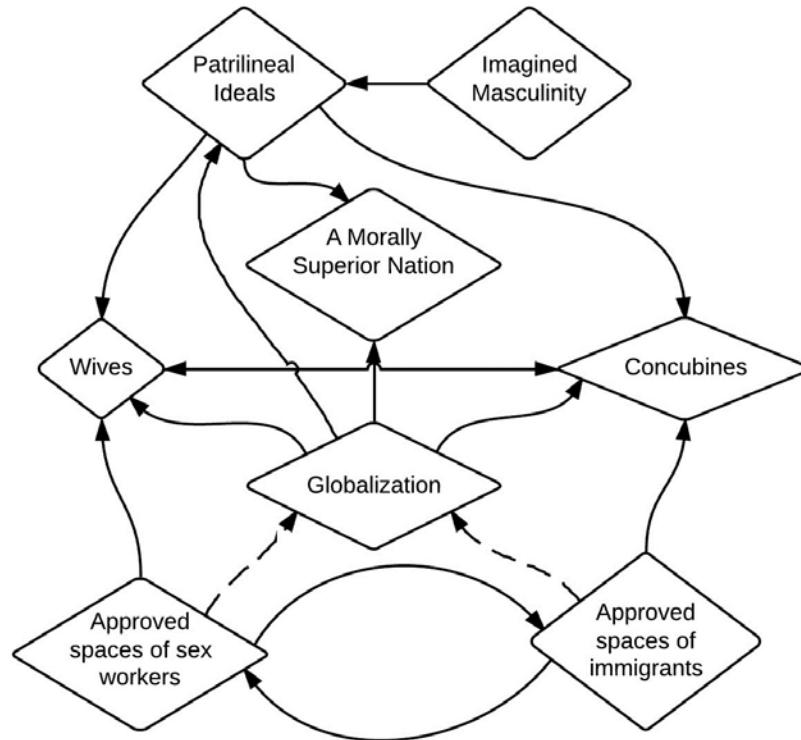 Patrilineal
Ideals
Imagined
Masculinity
A Morally
Superior Nation
Wives
Concubines
Globalization
Approved
spaces of sex
workers
Approved
spaces of
immigrants